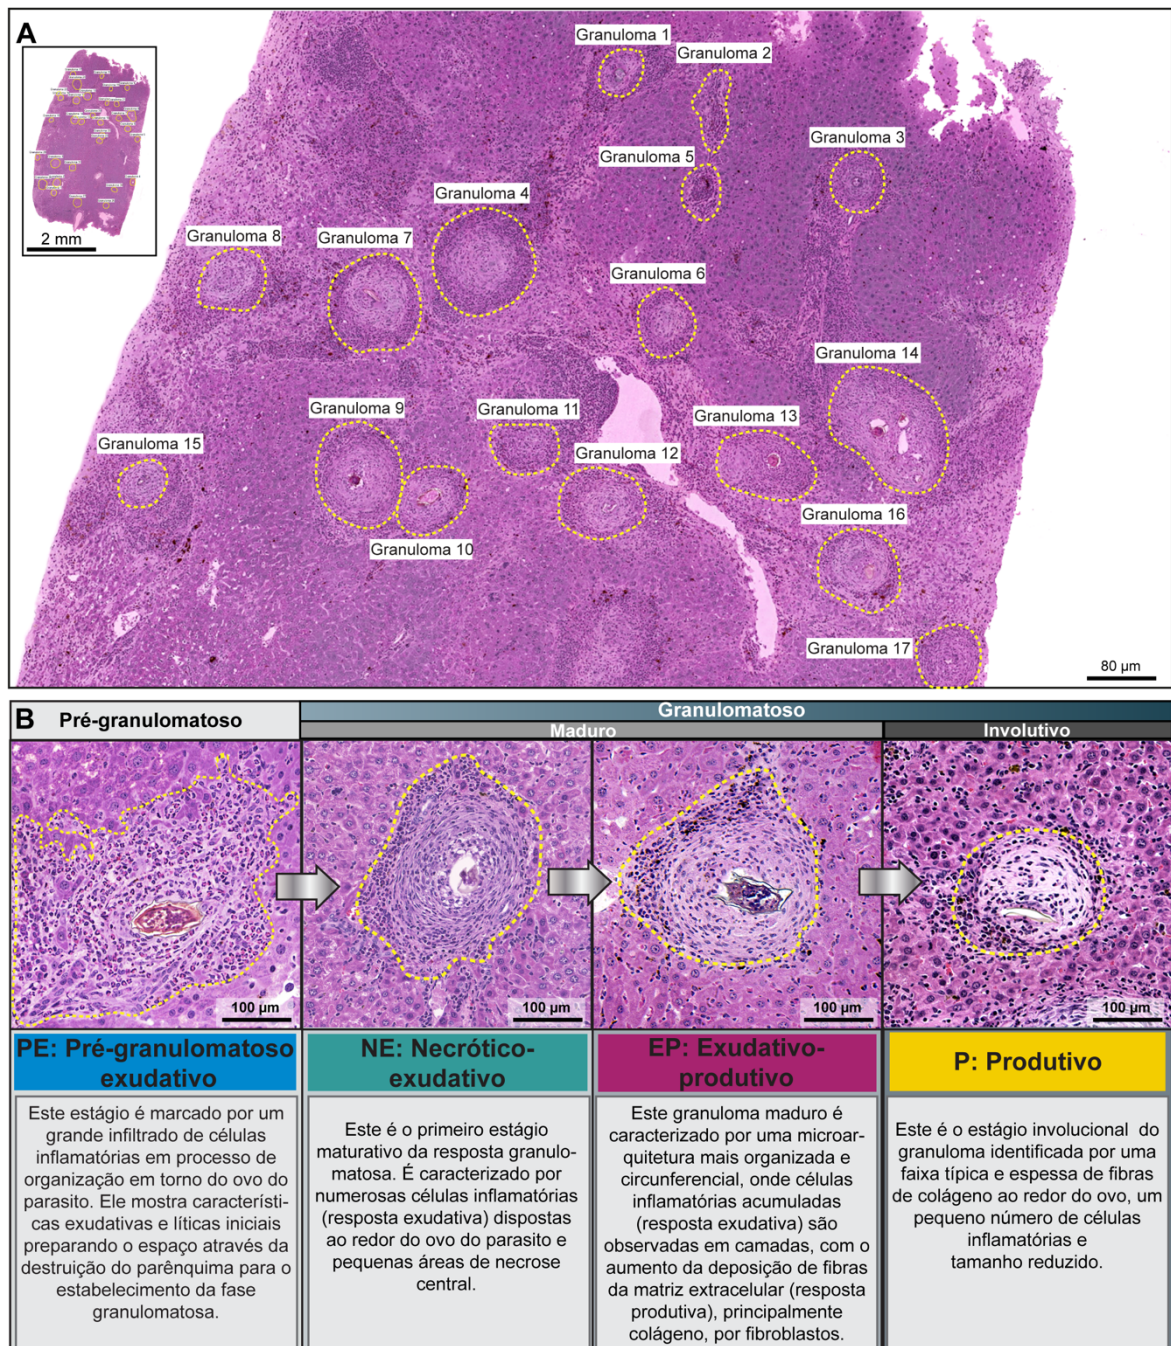 A
2 mm
Granuloma 1
Granuloma 2
Granuloma 3
Granuloma 5
Granuloma 4
Granuloma 8
Granuloma 7
Granuloma 6
Granuloma 14
Granuloma 9
Granuloma 11
Granuloma 13
Granuloma 15
Granuloma 12
Granuloma 16
Granuloma 10
Granuloma 17
80 µm
B
Pré-granulomatoso
Granulomatoso
Maduro
Involutivo
100 µm
100 µm
100 µm
100 µm
PE: Pré-granulomatoso
exudativo
Este estágio é marcado por um
grande infiltrado de células
inflamatórias em processo de
organização em torno do ovo do
parasito. Ele mostra característi-
cas exudativas e líticas iniciais
preparando o espaço através da
destruição do parênquima para o
estabelecimento da fase
granulomatosa.
NE: Necrótico-
exudativo
Este é o primeiro estágio
maturativo da resposta granulo-
matosa. É caracterizado por
numerosas células inflamatórias
(resposta exudativa) dispostas
ao redor do ovo do parasito e
pequenas áreas de necrose
central.
EP: Exudativo-
produtivo
Este granuloma maduro é
caracterizado por uma microar-
quitetura mais organizada e
circunferencial, onde células
inflamatórias acumuladas
(resposta exudativa) são
observadas em camadas, com o
aumento da deposição de fibras
da matriz extracelular (resposta
produtiva), principalmente
colágeno, por fibroblastos.
P: Produtivo
Este é o estágio involucional do
granuloma identificada por uma
faixa típica e espessa de fibras
de colágeno ao redor do ovo, um
pequeno número de células
inflamatórias e
tamanho reduzido.